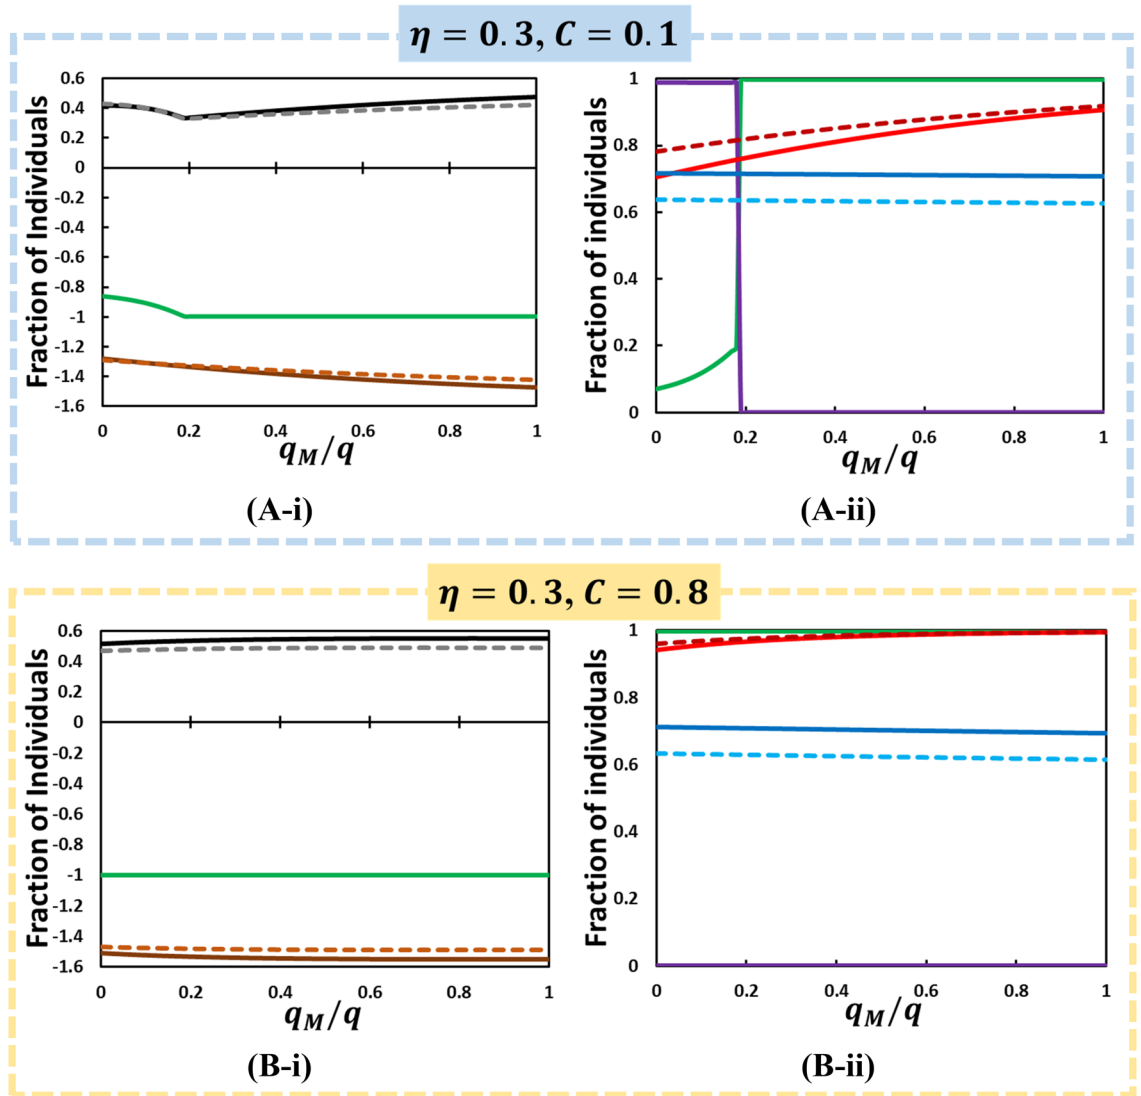 η = 0.3, C = 0.1
Fraction of Individuals
0.6
0.4
0.2
0
-0.2
-0.4
-0.6
-0.8
-1
-1.2
-1.4
-1.6
0 0.2 0.4 0.6 0.8 1
q_M/q
(A-i)
Fraction of individuals
1
0.8
0.6
0.4
0.2
0
0 0.2 0.4 0.6 0.8 1
q_M/q
(A-ii)
η = 0.3, C = 0.8
Fraction of Individuals
0.6
0.4
0.2
0
-0.2
-0.4
-0.6
-0.8
-1
-1.2
-1.4
-1.6
0 0.2 0.4 0.6 0.8 1
q_M/q
(B-i)
Fraction of individuals
1
0.8
0.6
0.4
0.2
0
0 0.2 0.4 0.6 0.8 1
q_M/q
(B-ii)